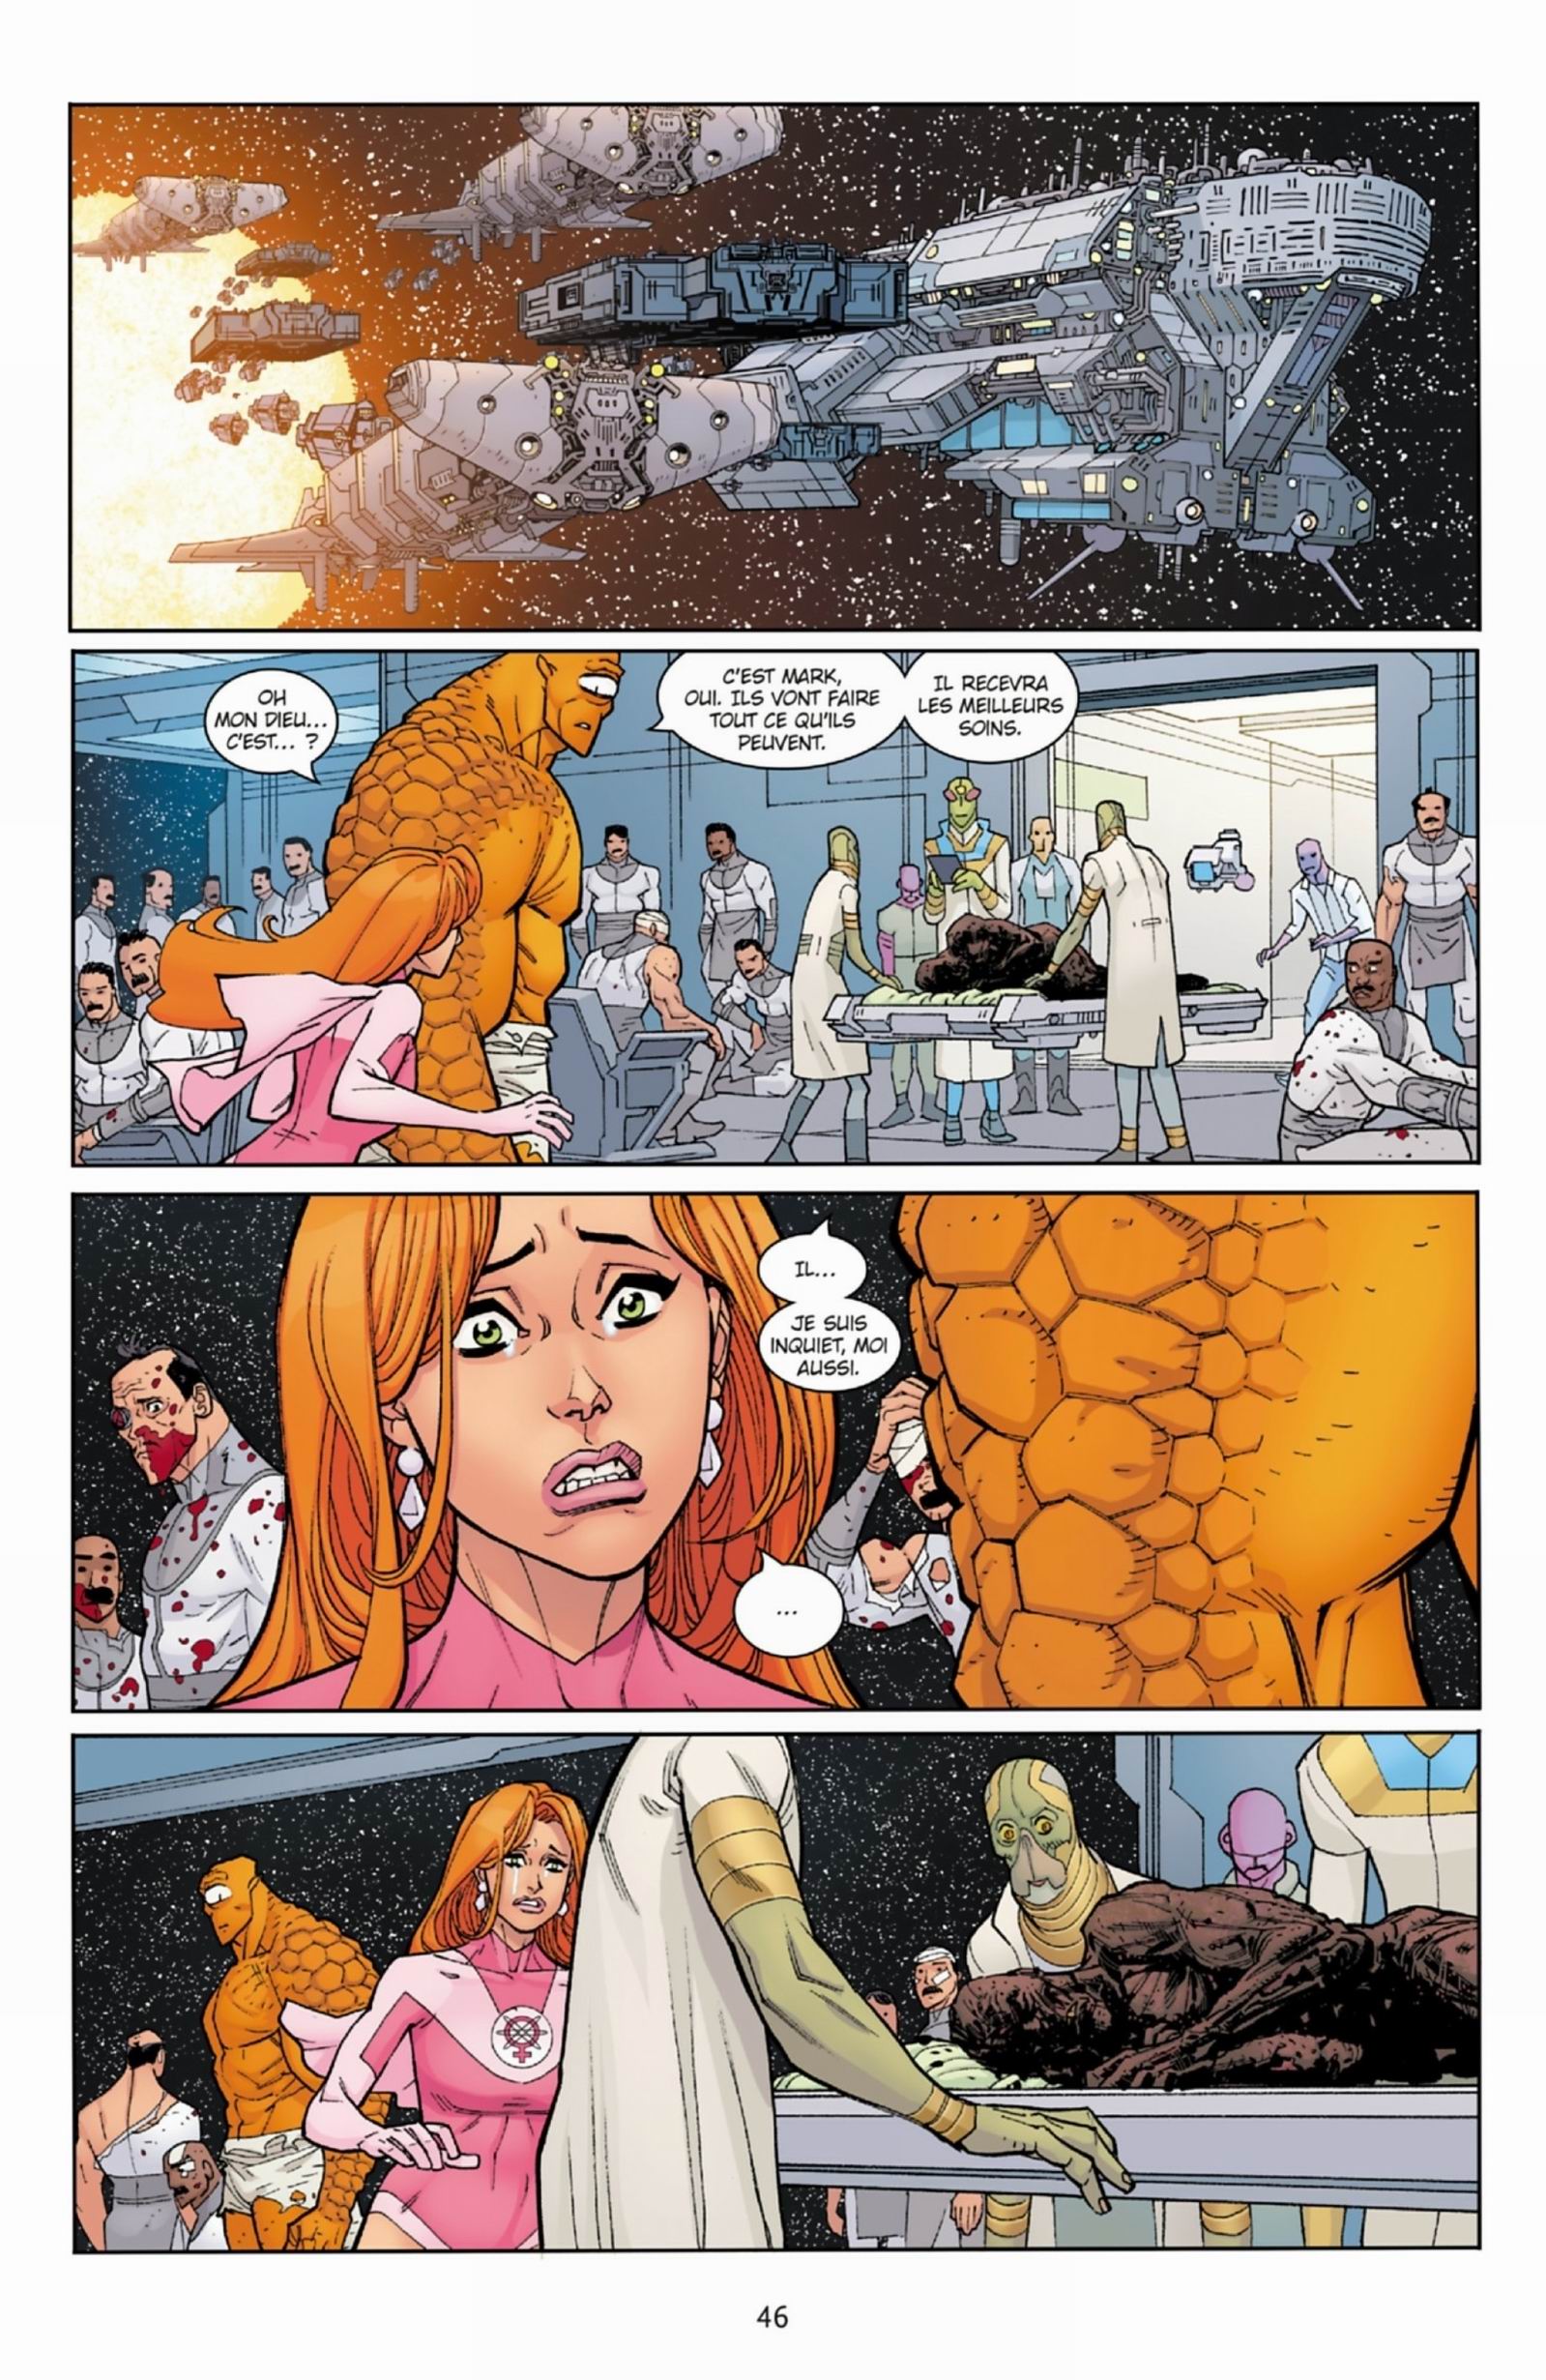 OH
MON DIEU...
C'EST... ?
C'EST MARK,
OUI. ILS VONT FAIRE
TOUT CE QU'ILS
PEUVENT.
IL RECEVRA
LES MEILLEURS
SOINS.
IL...
JE SUIS
INQUIET, MOI
AUSSI.
...
46